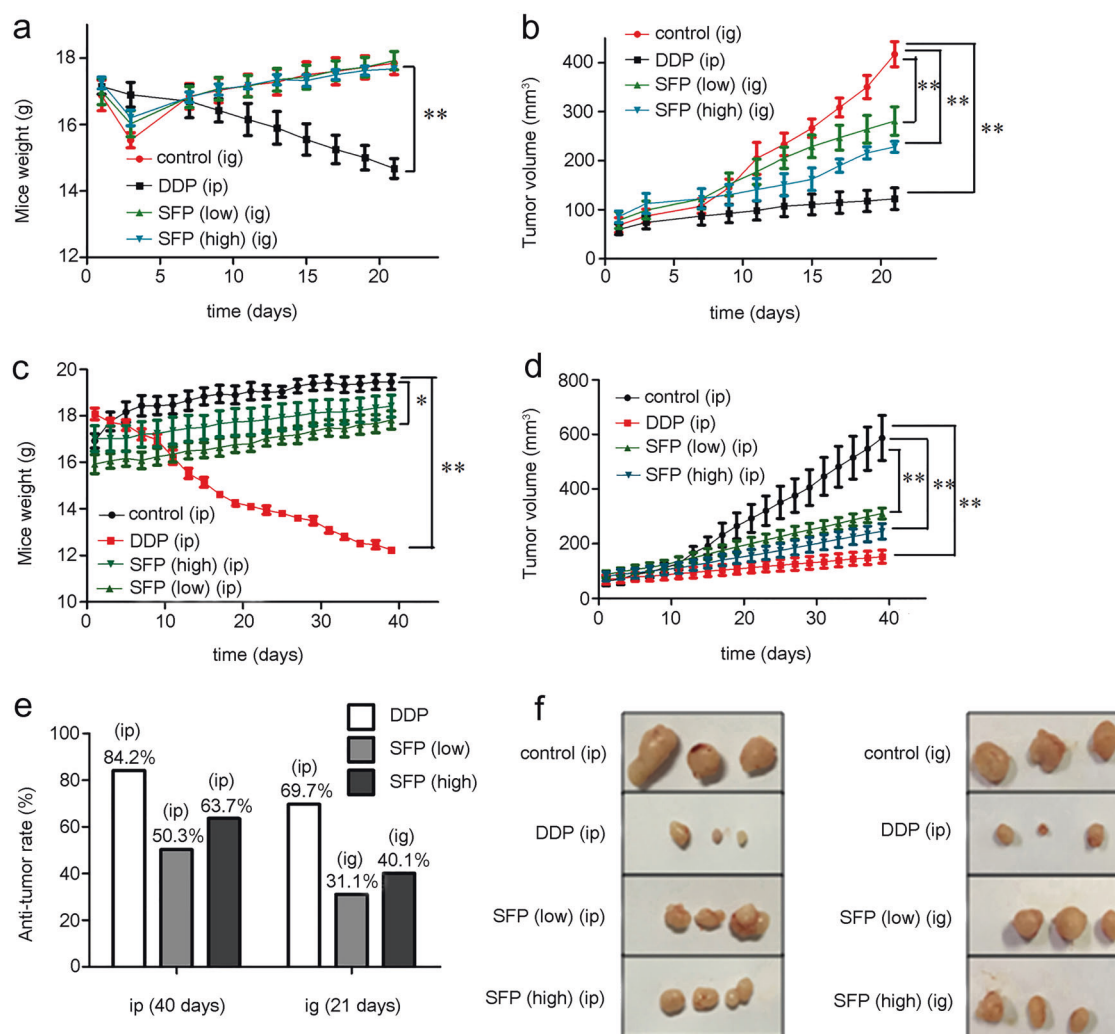 a
Mice weight (g)
18
16
14
12
control (ig)
DDP (ip)
SFP (low) (ig)
SFP (high) (ig)
**
0
5
10
15
20
time (days)
b
Tumor volume (mm³)
400
300
200
100
0
control (ig)
DDP (ip)
SFP (low) (ig)
SFP (high) (ig)
**
**
**
0
5
10
15
20
time (days)
c
Mice weight (g)
20
18
16
14
12
10
control (ip)
DDP (ip)
SFP (high) (ip)
SFP (low) (ip)
*
**
0
10
20
30
40
time (days)
d
Tumor volume (mm³)
800
600
400
200
0
control (ip)
DDP (ip)
SFP (low) (ip)
SFP (high) (ip)
**
**
**
0
10
20
30
40
time (days)
e
Anti-tumor rate (%)
100
80
60
40
20
0
DDP
SFP (low)
SFP (high)
(ip)
84.2%
(ip)
50.3%
(ip)
63.7%
(ip)
69.7%
(ig)
31.1%
(ig)
40.1%
ip (40 days)
ig (21 days)
f
control (ip)
DDP (ip)
SFP (low) (ip)
SFP (high) (ip)
control (ig)
DDP (ip)
SFP (low) (ig)
SFP (high) (ig)